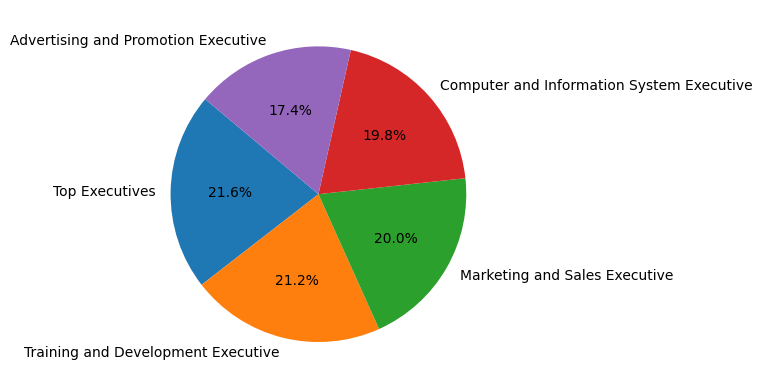 Advertising and Promotion Executive
Computer and Information System Executive
17.4%
19.8%
Top Executives
21.6%
20.0%
Marketing and Sales Executive
21.2%
Training and Development Executive